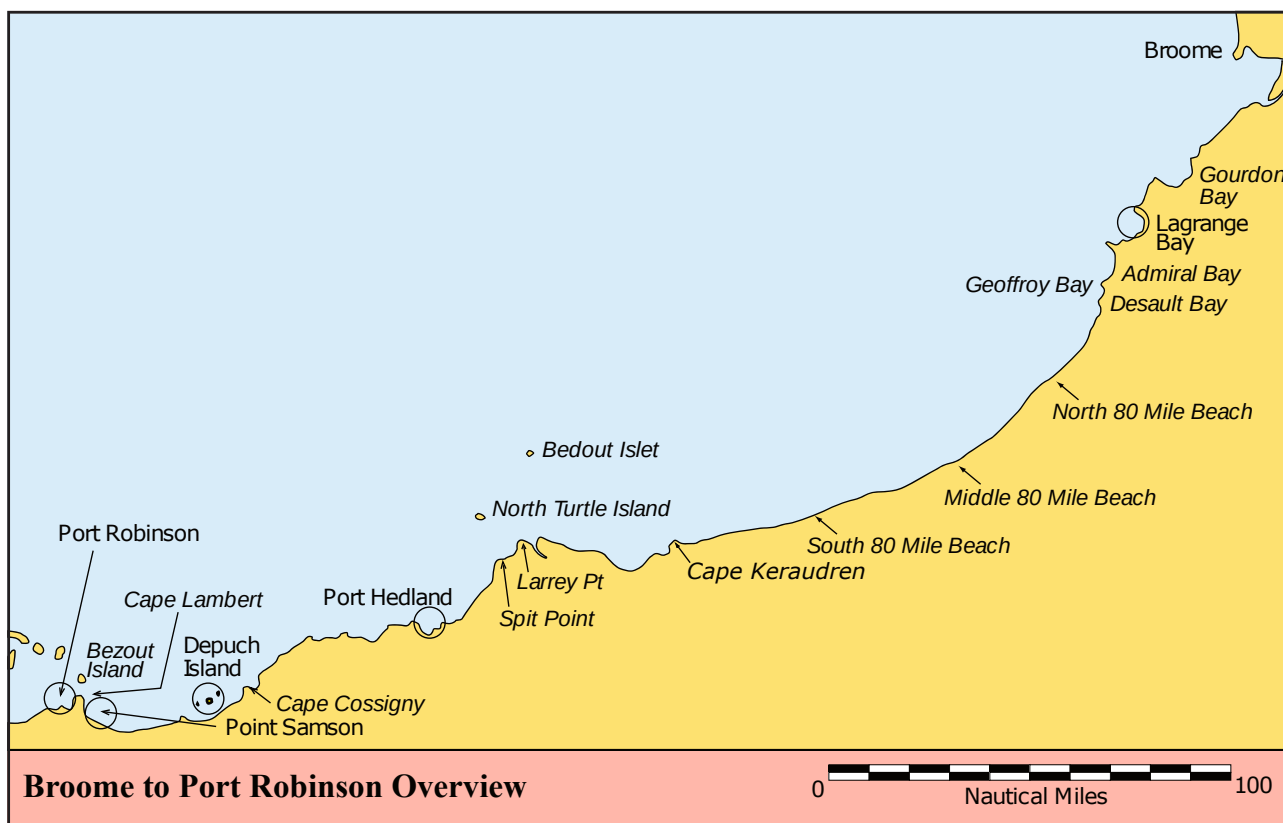 Broome
Gourdon
Bay
Lagrange
Bay
Admiral Bay
Geoffroy Bay
Desault Bay
North 80 Mile Beach
Bedout Islet
Middle 80 Mile Beach
North Turtle Island
Port Robinson
South 80 Mile Beach
Cape Keraudren
Larrey Pt
Cape Lambert
Port Hedland
Spit Point
Bezout
Island
Depuch
Island
Cape Cossigny
Point Samson
Broome to Port Robinson Overview
0
100
Nautical Miles